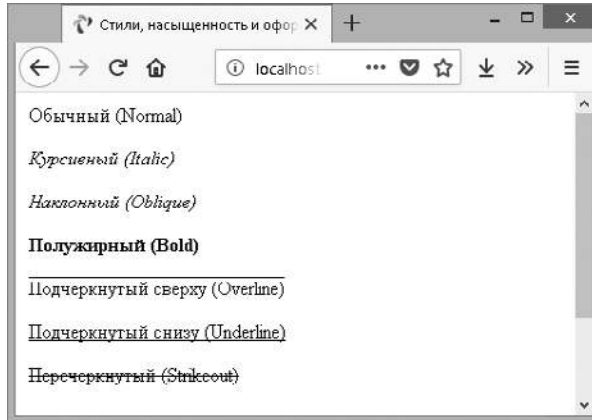 Стили, насыщенность и офор
localhost
Обычный (Normal)
Курсивный (Italic)
Наклонный (Oblique)
Полужирный (Bold)
Подчеркнутый сверху (Overline)
Подчеркнутый снизу (Underline)
Перечеркнутый (Strikeout)